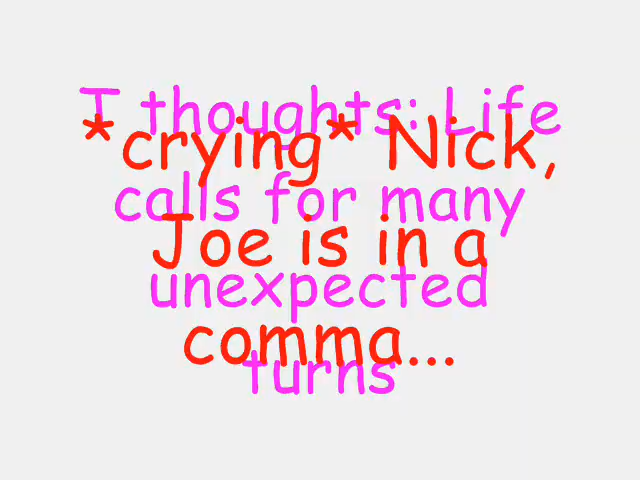 T thoughts: Life
calls for many
unexpected
turns
*crying* Nick,
Joe is in a
comma...